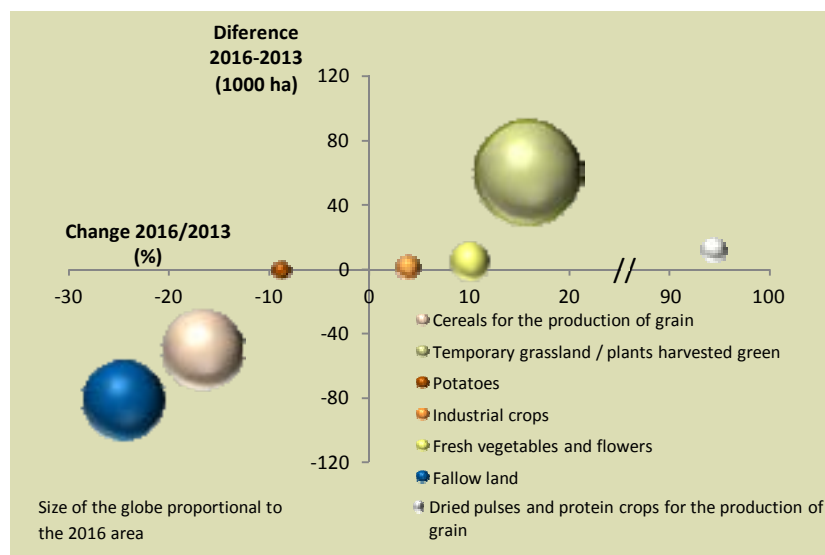 Diference
2016-2013
(1000 ha)
120
80
40
0
-40
-80
-120
Change 2016/2013
(%)
-30
-20
-10
0
10
20
90
100
Cereals for the production of grain
Temporary grassland / plants harvested green
Potatoes
Industrial crops
Fresh vegetables and flowers
Fallow land
Dried pulses and protein crops for the production of
grain
Size of the globe proportional to
the 2016 area